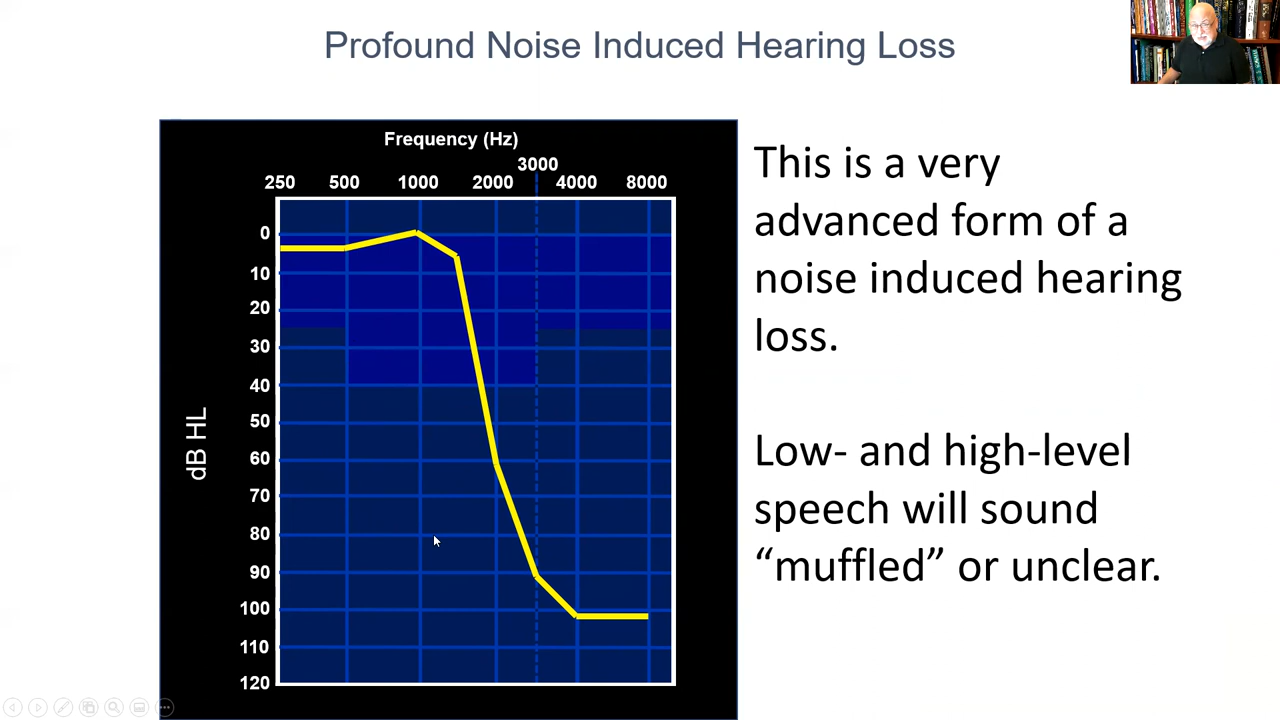 Profound Noise Induced Hearing Loss
Frequency (Hz)
3000
250 500 1000 2000 4000 8000
0
10
20
30
40
50
60
70
80
90
100
110
120
dB HL
This is a very
advanced form of a
noise induced hearing
loss.
Low- and high-level
speech will sound
“muffled” or unclear.